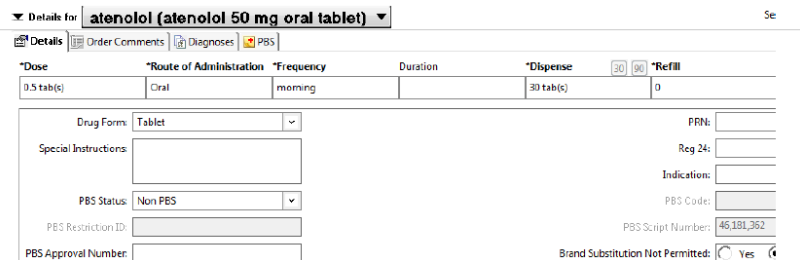 Details for atenolol (atenolol 50 mg oral tablet)
Details Order Comments Diagnoses PBS
*Dose *Route of Administration *Frequency Duration *Dispense 30 90 *Refill
0.5 tab(s) Oral morning 30 tab(s) 0
Drug Form: Tablet PRN:
Special Instructions: Reg 24:
Indication:
PBS Status: Non PBS PBS Code:
PBS Restriction ID: PBS Script Number: 46,181,362
PBS Approval Number: Brand Substitution Not Permitted: Yes